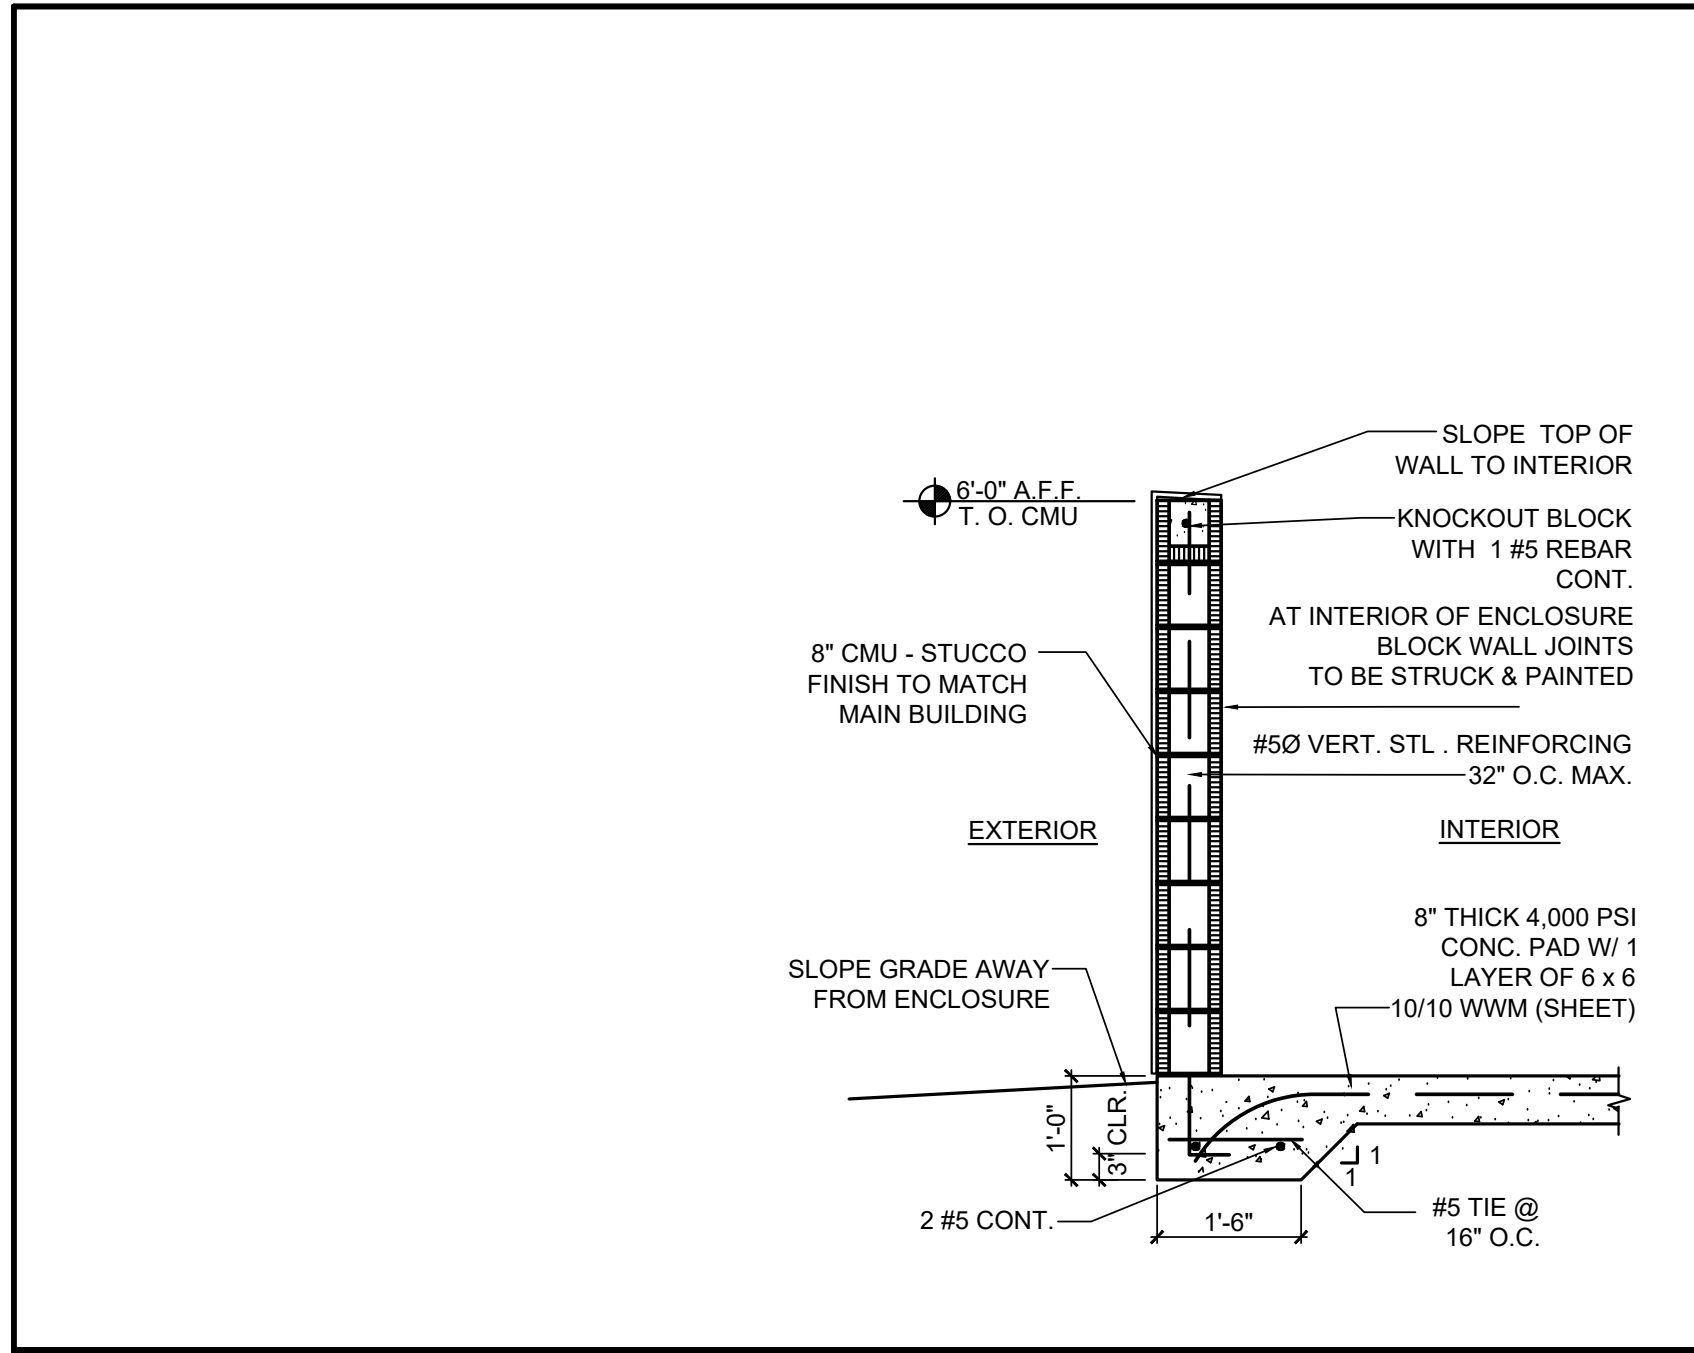 SLOPE TOP OF
WALL TO INTERIOR
6'-0" A.F.F.
T. O. CMU
KNOCKOUT BLOCK
WITH 1 #5 REBAR
CONT.
AT INTERIOR OF ENCLOSURE
BLOCK WALL JOINTS
TO BE STRUCK & PAINTED
8" CMU - STUCCO
FINISH TO MATCH
MAIN BUILDING
#5Ø VERT. STL . REINFORCING
32" O.C. MAX.
EXTERIOR
INTERIOR
8" THICK 4,000 PSI
CONC. PAD W/ 1
LAYER OF 6 x 6
10/10 WWM (SHEET)
SLOPE GRADE AWAY
FROM ENCLOSURE
1'-0"
3" CLR.
1
1
2 #5 CONT.
1'-6"
#5 TIE @
16" O.C.